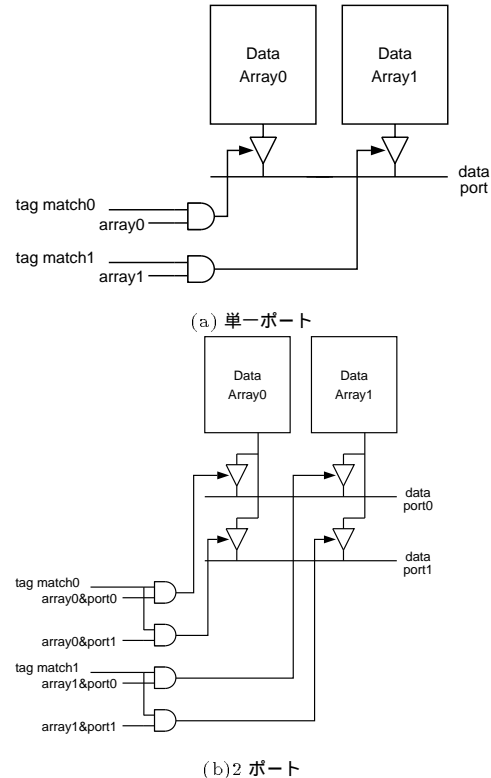 Data
Array0
Data
Array1
data
port
tag match0
array0
tag match1
array1
(a) 単一ポート
Data
Array0
Data
Array1
data
port0
data
port1
tag match0
array0&port0
array0&port1
tag match1
array1&port0
array1&port1
(b)2 ポート